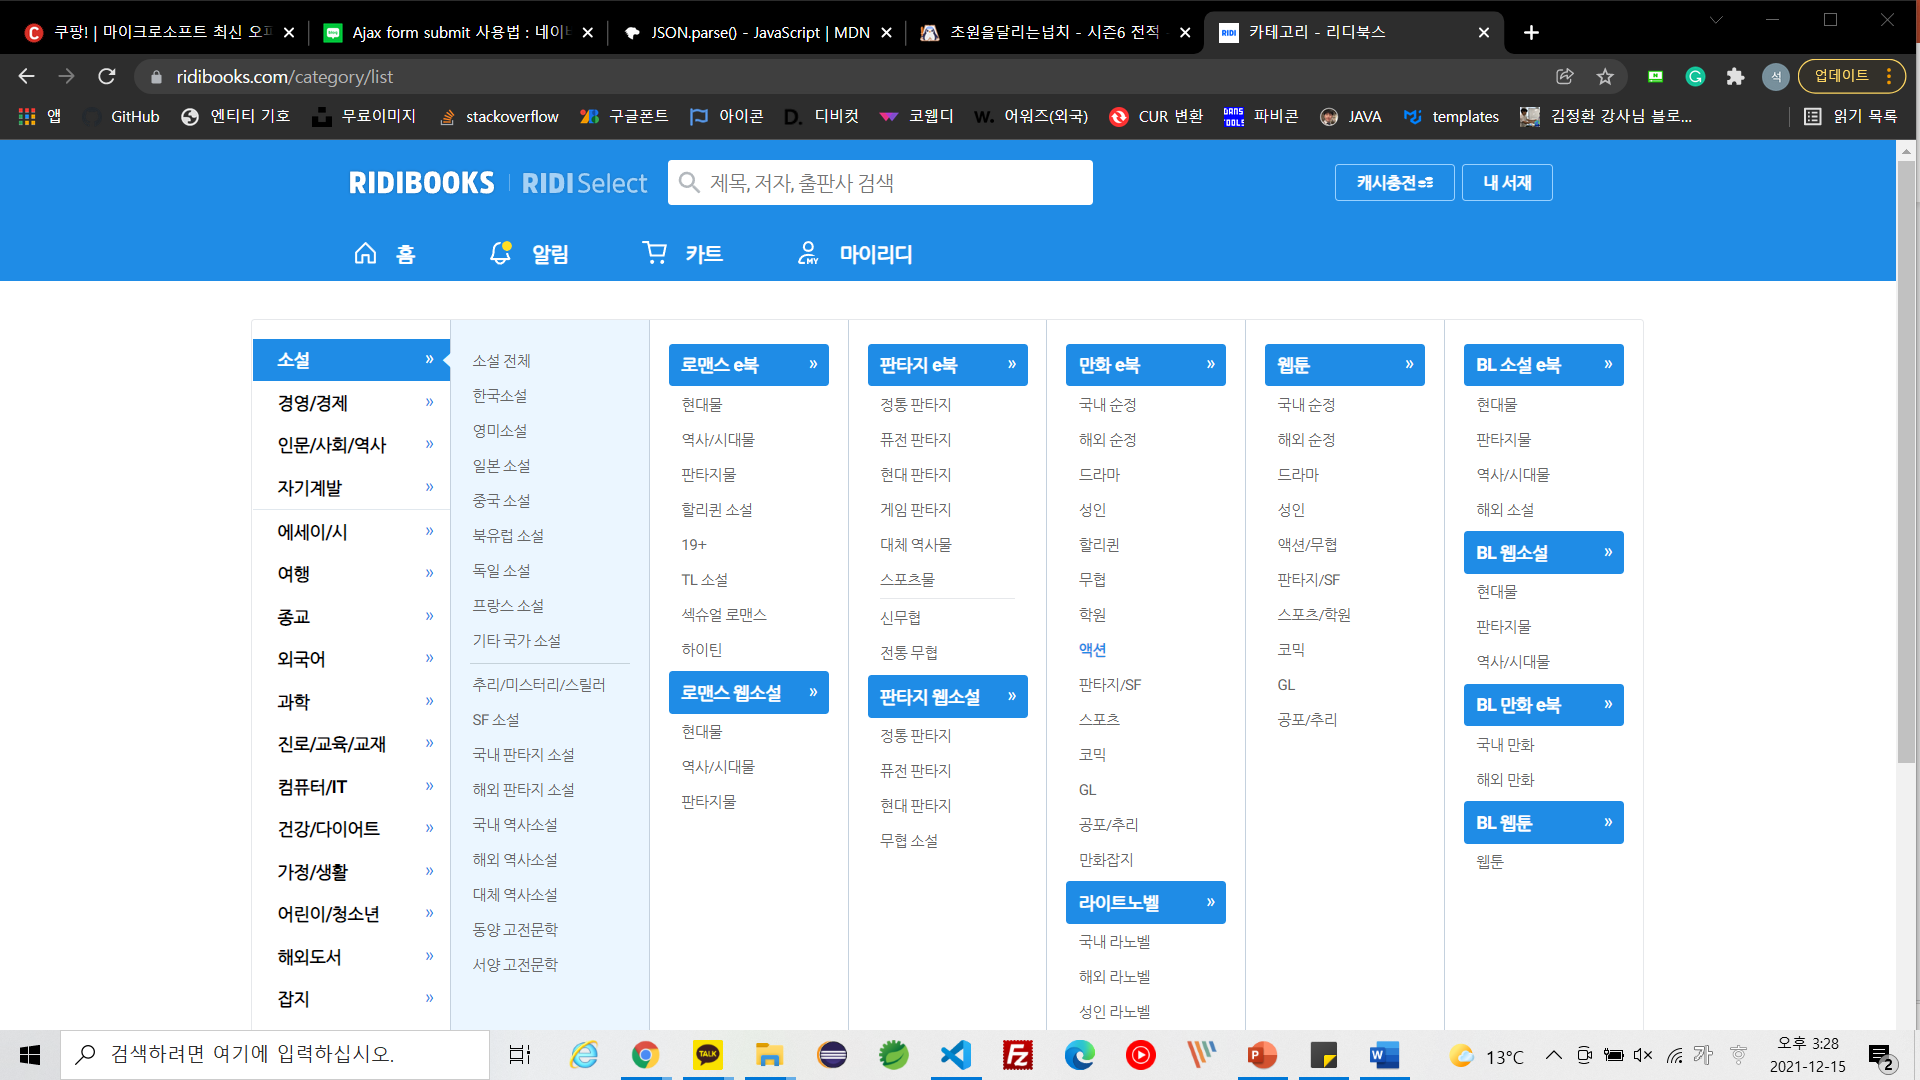 쿠팡! | 마이크로소프트 최신 오피
Ajax form submit 사용법 : 네이버
JSON.parse() - JavaScript | MDN
초원을달리는넙치 - 시즌6 전적
카테고리 - 리디북스
ridibooks.com/category/list
석
업데이트
앱
GitHub
엔티티 기호
무료이미지
stackoverflow
구글폰트
아이콘
디비컷
코웹디
어워즈(외국)
CUR 변환
파비콘
JAVA
templates
김정환 강사님 블로...
읽기 목록
RIDIBOOKS
RIDI Select
제목, 저자, 출판사 검색
캐시충전
내 서재
홈
알림
카트
마이리디
소설 »
경영/경제 »
인문/사회/역사 »
자기계발 »
에세이/시 »
여행 »
종교 »
외국어 »
과학 »
진로/교육/교재 »
컴퓨터/IT »
건강/다이어트 »
가정/생활 »
어린이/청소년 »
해외도서 »
잡지 »
소설 전체
한국소설
영미소설
일본 소설
중국 소설
북유럽 소설
독일 소설
프랑스 소설
기타 국가 소설
추리/미스터리/스릴러
SF 소설
국내 판타지 소설
해외 판타지 소설
국내 역사소설
해외 역사소설
대체 역사소설
동양 고전문학
서양 고전문학
로맨스 e북 »
현대물
역사/시대물
판타지물
할리퀸 소설
19+
TL 소설
섹슈얼 로맨스
하이틴
로맨스 웹소설 »
현대물
역사/시대물
판타지물
판타지 e북 »
정통 판타지
퓨전 판타지
현대 판타지
게임 판타지
대체 역사물
스포츠물
신무협
전통 무협
판타지 웹소설 »
정통 판타지
퓨전 판타지
현대 판타지
무협 소설
만화 e북 »
국내 순정
해외 순정
드라마
성인
할리퀸
무협
학원
액션
판타지/SF
스포츠
코믹
GL
공포/추리
만화잡지
라이트노벨 »
국내 라노벨
해외 라노벨
성인 라노벨
웹툰 »
국내 순정
해외 순정
드라마
성인
액션/무협
판타지/SF
스포츠/학원
코믹
GL
공포/추리
BL 소설 e북 »
현대물
판타지물
역사/시대물
해외 소설
BL 웹소설 »
현대물
판타지물
역사/시대물
BL 만화 e북 »
국내 만화
해외 만화
BL 웹툰 »
웹툰
검색하려면 여기에 입력하십시오.
13°C
가
오후 3:28
2021-12-15
2